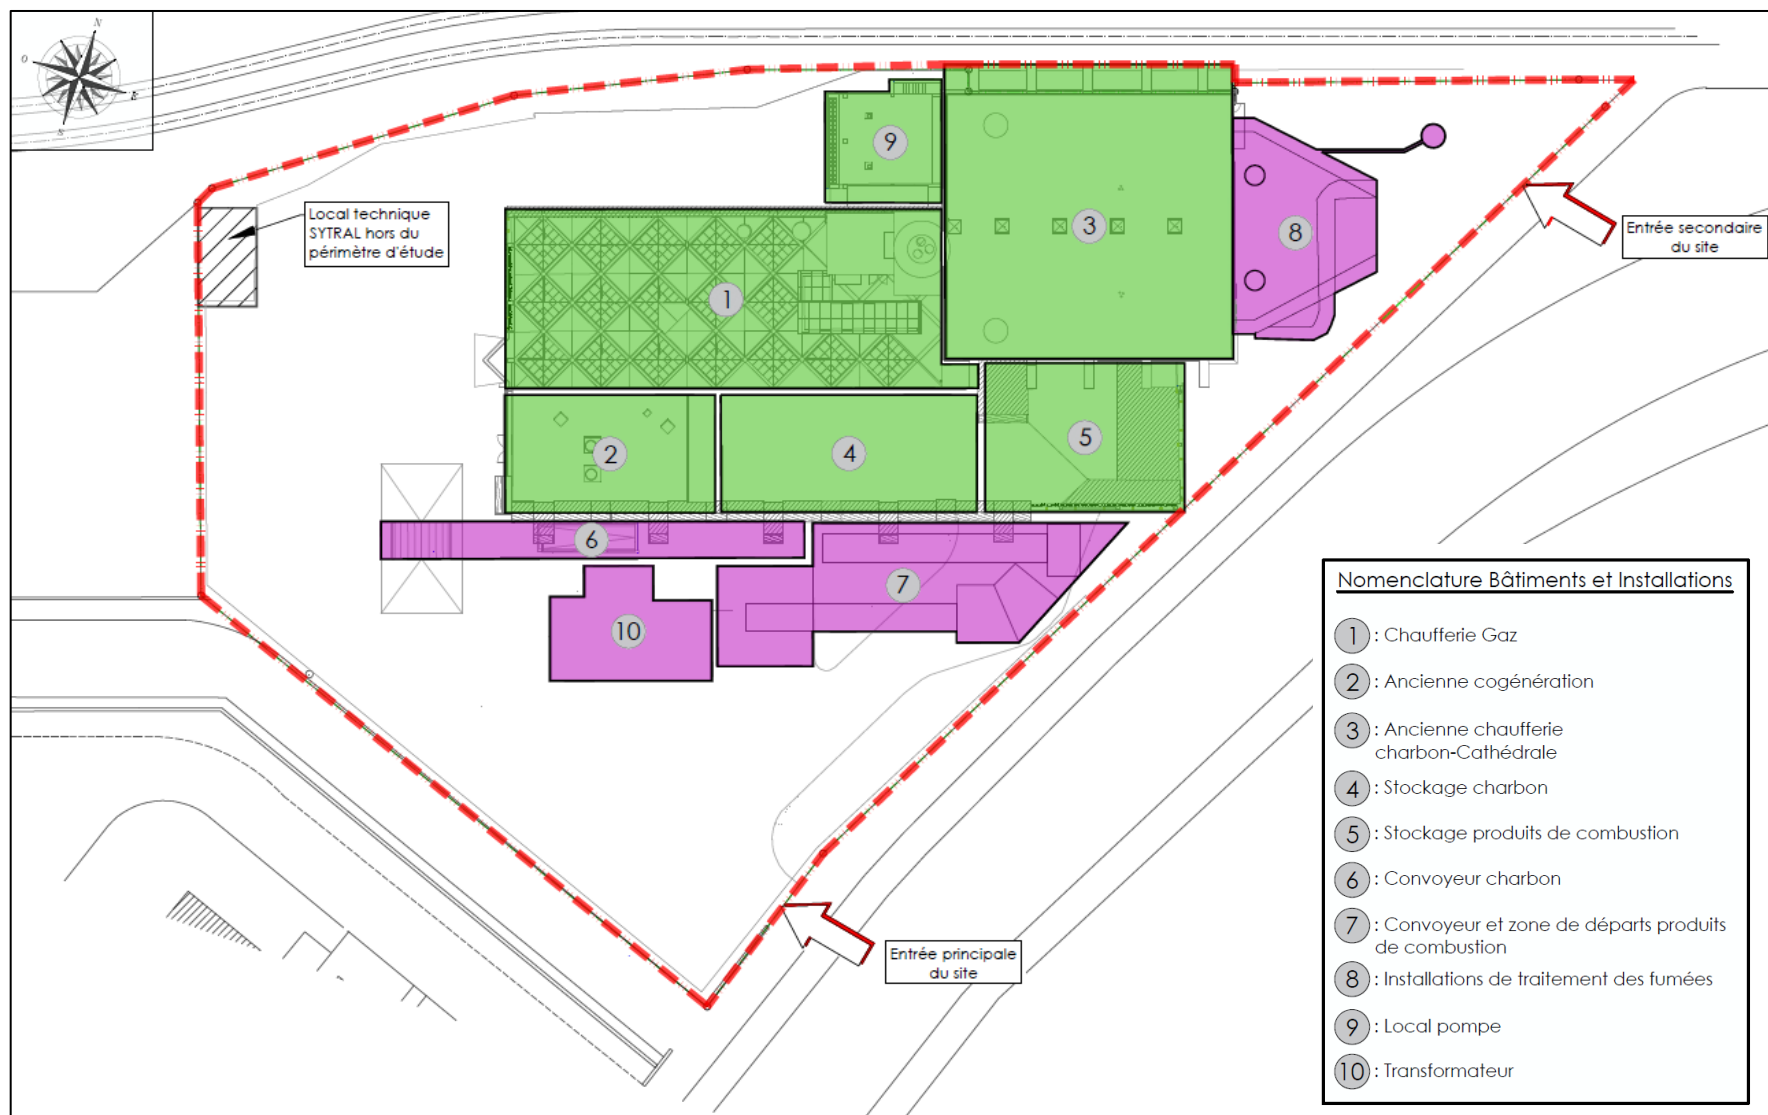 N
O
E
S
Local technique
SYTRAL hors du
périmètre d'étude
9
3
8
1
Entrée secondaire
du site
2
4
5
6
7
10
Entrée principale
du site
Nomenclature Bâtiments et Installations
1 : Chaufferie Gaz
2 : Ancienne cogénération
3 : Ancienne chaufferie
charbon-Cathédrale
4 : Stockage charbon
5 : Stockage produits de combustion
6 : Convoyeur charbon
7 : Convoyeur et zone de départs produits
de combustion
8 : Installations de traitement des fumées
9 : Local pompe
10 : Transformateur